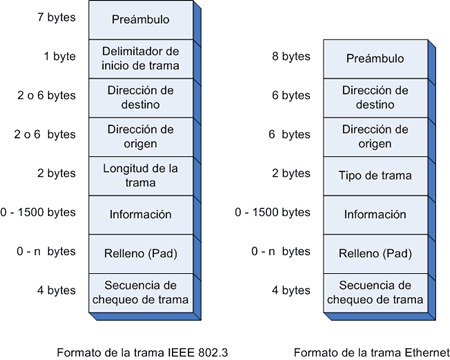 7 bytes
Preámbulo
1 byte
Delimitador de
inicio de trama
2 o 6 bytes
Dirección de
destino
2 o 6 bytes
Dirección de
origen
2 bytes
Longitud de la
trama
0 - 1500 bytes
Información
0 - n bytes
Relleno (Pad)
4 bytes
Secuencia de
chequeo de trama
Formato de la trama IEEE 802.3
8 bytes
Preámbulo
6 bytes
Dirección de
destino
6 bytes
Dirección de
origen
2 bytes
Tipo de trama
0 - 1500 bytes
Información
0 - n bytes
Relleno (Pad)
4 bytes
Secuencia de
chequeo de trama
Formato de la trama Ethernet